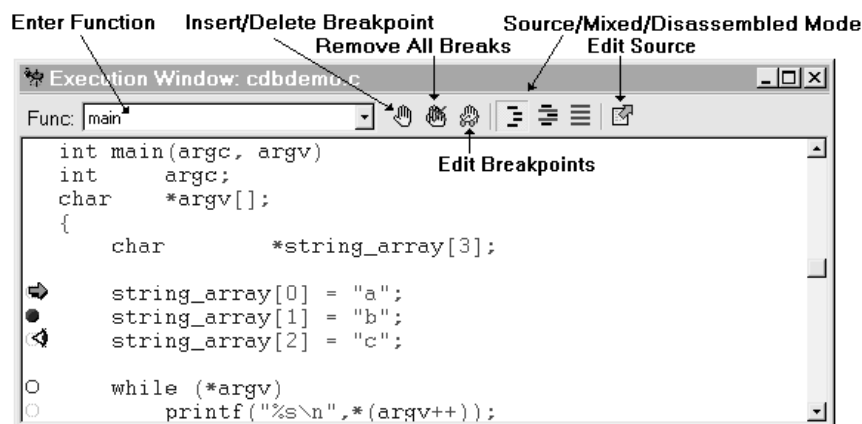 Enter Function Insert/Delete Breakpoint Source/Mixed/Disassembled Mode
Remove All Breaks Edit Source
Execution Window: cdbdemo.c
Func: main
Edit Breakpoints
int main(argc, argv)
int argc;
char *argv[];
{
char *string_array[3];
string_array[0] = "a";
string_array[1] = "b";
string_array[2] = "c";
while (*argv)
printf("%s\n",*(argv++));